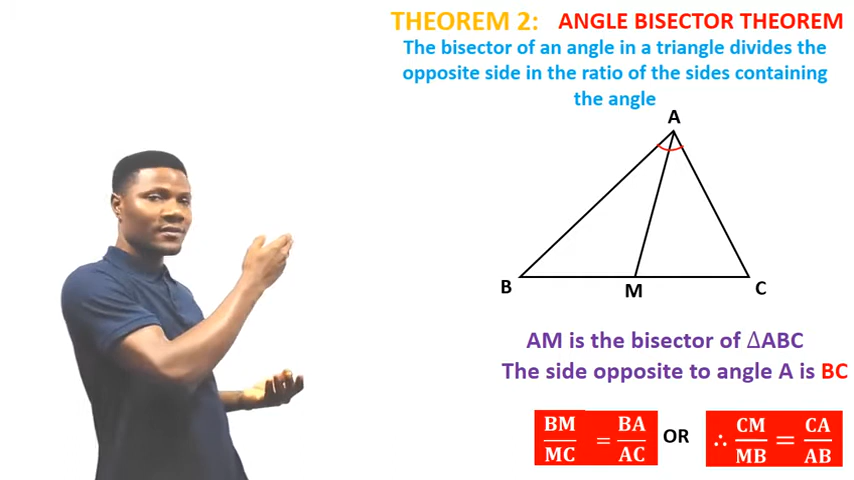 THEOREM 2: ANGLE BISECTOR THEOREM
The bisector of an angle in a triangle divides the
opposite side in the ratio of the sides containing
the angle
A
B
M
C
AM is the bisector of ∆ABC
The side opposite to angle A is BC
BM/MC = BA/AC OR ∴ CM/MB = CA/AB